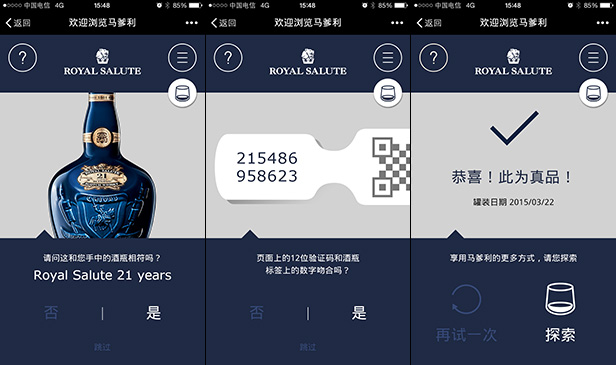 中国电信 4G 15:48 85%
返回 欢迎浏览马爹利
?
ROYAL SALUTE
21
请问这和您手中的酒瓶相符吗？
Royal Salute 21 years
否 | 是
跳过
中国电信 4G 15:48 85%
返回 欢迎浏览马爹利
?
ROYAL SALUTE
215486
958623
页面上的12位验证码和酒瓶
标签上的数字吻合吗？
否 | 是
跳过
中国电信 4G 15:48 85%
返回 欢迎浏览马爹利
?
ROYAL SALUTE
恭喜！此为真品！
罐装日期 2015/03/22
享用马爹利的更多方式，请您探索
再试一次 探索